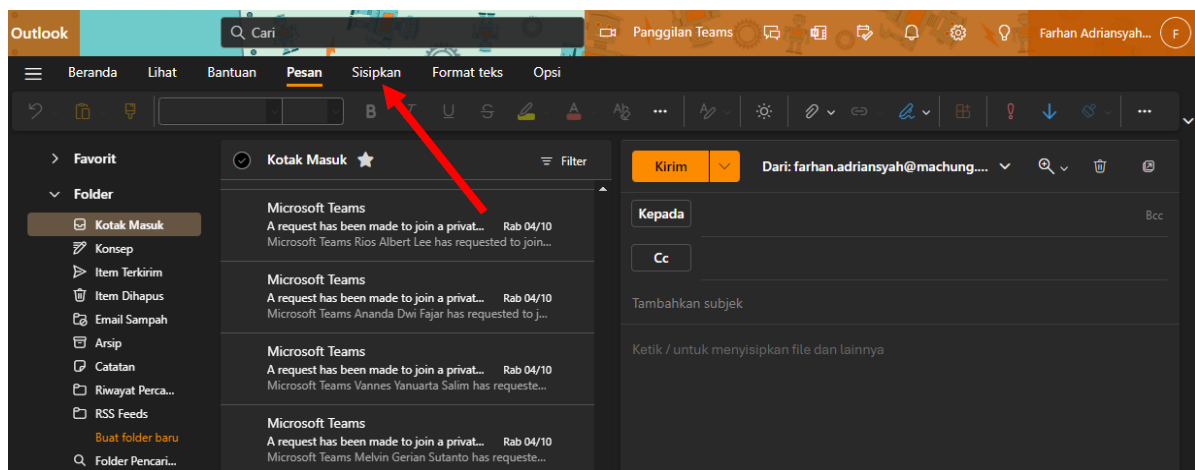 Outlook
Cari
Panggilan Teams
Farhan Adriansyah...
F
Beranda Lihat Bantuan Pesan Sisipkan Format teks Opsi
B I U S A Ab ...
Favorit
Folder
Kotak Masuk
Konsep
Item Terkirim
Item Dihapus
Email Sampah
Arsip
Catatan
Riwayat Perca...
RSS Feeds
Buat folder baru
Folder Pencari...
Kotak Masuk
Filter
Microsoft Teams
A request has been made to join a privat... Rab 04/10
Microsoft Teams Rios Albert Lee has requested to join...
Microsoft Teams
A request has been made to join a privat... Rab 04/10
Microsoft Teams Ananda Dwi Fajar has requested to j...
Microsoft Teams
A request has been made to join a privat... Rab 04/10
Microsoft Teams Vannes Yanuarta Salim has requeste...
Microsoft Teams
A request has been made to join a privat... Rab 04/10
Microsoft Teams Melvin Gerian Sutanto has requeste...
Kirim
Dari: farhan.adriansyah@machung....
Kepada
Bcc
Cc
Tambahkan subjek
Ketik / untuk menyisipkan file dan lainnya